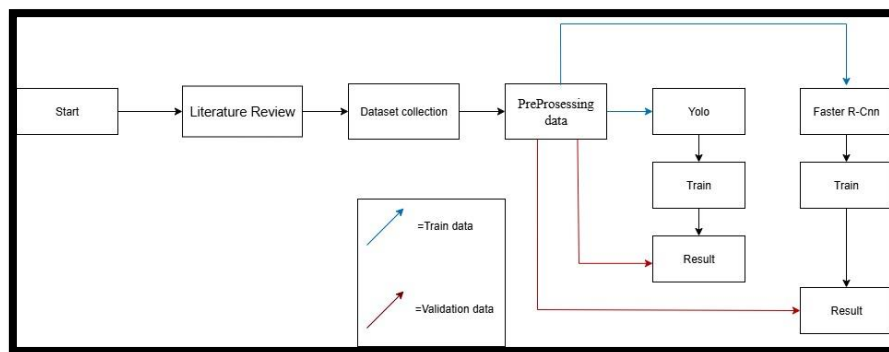 Start
Literature Review
Dataset collection
PreProsessing
data
Yolo
Faster R-Cnn
Train
Train
=Train data
Result
=Validation data
Result